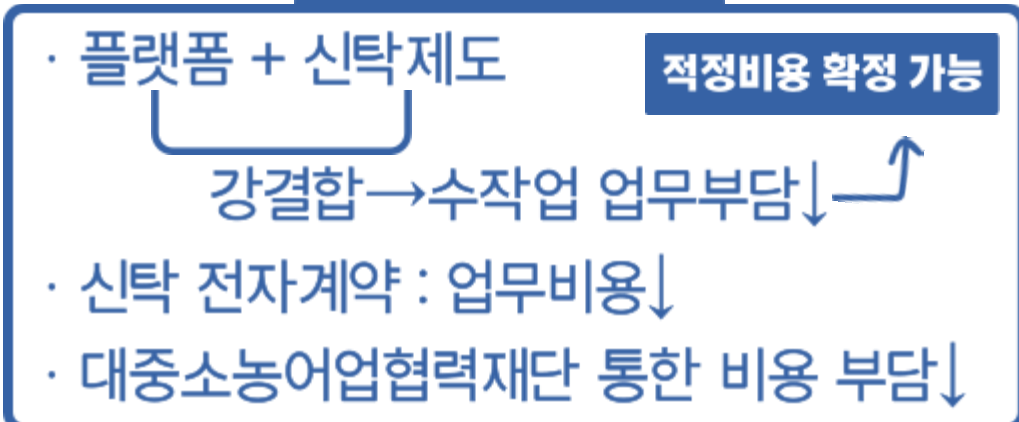 · 플랫폼 + 신탁제도
적정비용 확정 가능
강결합→수작업 업무부담↓
· 신탁 전자계약 : 업무비용↓
· 대중소농어업협력재단 통한 비용 부담↓